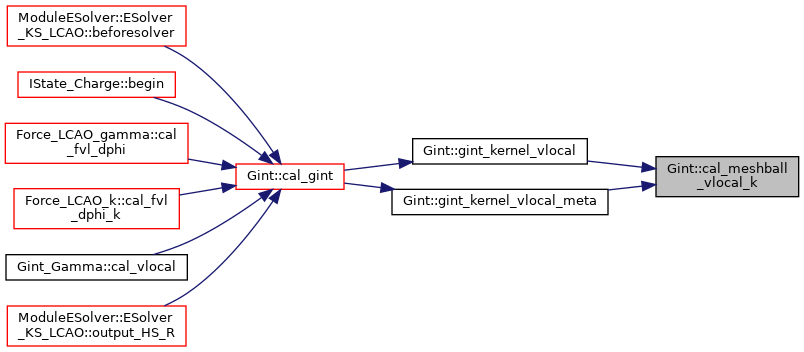 ModuleESolver::ESolver
_KS_LCAO::beforesolver
IState_Charge::begin
Force_LCAO_gamma::cal
_fvl_dphi
Force_LCAO_k::cal_fvl
_dphi_k
Gint_Gamma::cal_vlocal
ModuleESolver::ESolver
_KS_LCAO::output_HS_R
Gint::cal_gint
Gint::gint_kernel_vlocal
Gint::gint_kernel_vlocal_meta
Gint::cal_meshball
_vlocal_k